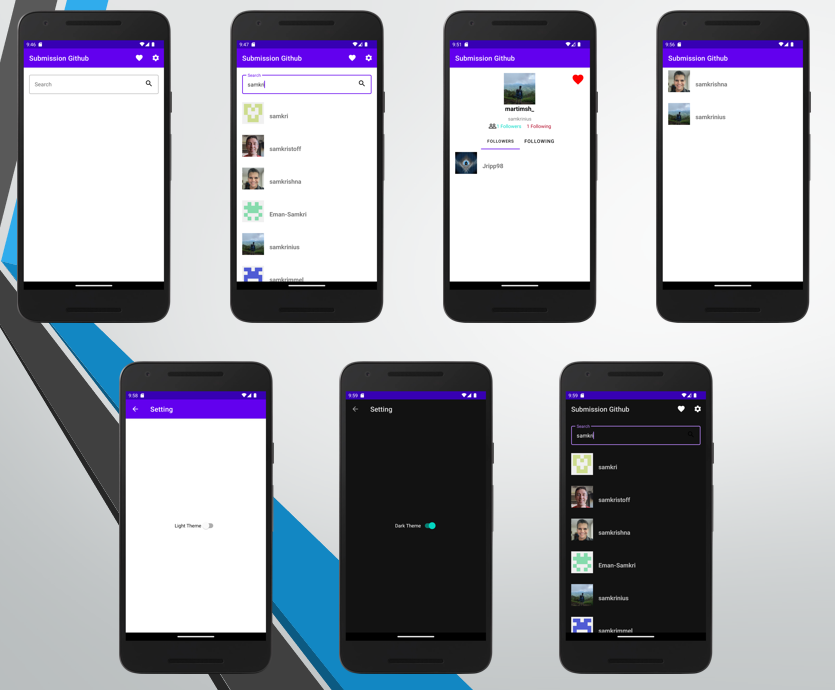 9:46
Submission Github
Search
9:47
Submission Github
Search
samkri
samkri
samkristoff
samkrishna
Eman-Samkri
samkrinius
samkrimmel
9:51
Submission Github
martimsh_
samkrinius
Followers
1 Following
FOLLOWERS
FOLLOWING
Jripp98
9:56
Submission Github
samkrishna
samkrinius
9:58
Setting
Light Theme
9:59
Setting
Dark Theme
9:59
Submission Github
Search
samkri
samkri
samkristoff
samkrishna
Eman-Samkri
samkrinius
samkrimmel